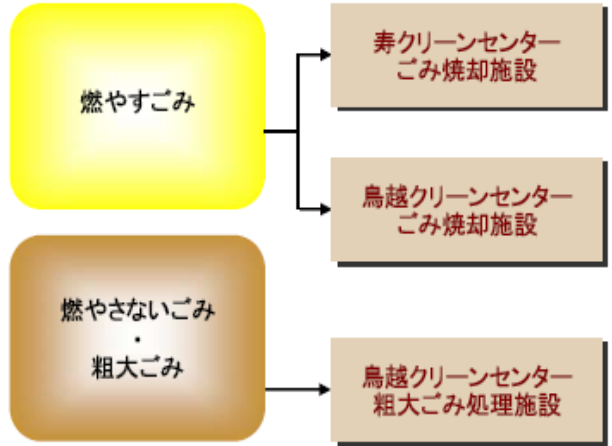 燃やすごみ
寿クリーンセンター
ごみ焼却施設
鳥越クリーンセンター
ごみ焼却施設
燃やさないごみ
・
粗大ごみ
鳥越クリーンセンター
粗大ごみ処理施設